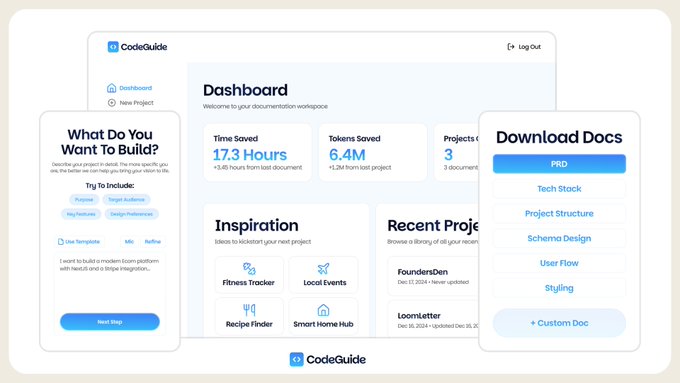 CodeGuide
Log Out
Dashboard
New Project
Dashboard
Welcome to your documentation workspace
Time Saved
17.3 Hours
+3.45 hours from last document
Tokens Saved
6.4M
+1.2M from last project
Projects
3
3 document
Inspiration
Ideas to kickstart your next project
Fitness Tracker
Local Events
Recipe Finder
Smart Home Hub
Recent Proje
Browse a library of all your recen
FoundersDen
Dec 17, 2024 • Never updated
LoomLetter
Dec 16, 2024 • Updated Dec 16, 2
What Do You
Want To Build?
Describe your project in detail. The more specific you
are, the better we can help you bring your vision to life.
Try To Include:
Purpose
Target Audience
Key Features
Design Preferences
Use Template
Mic
Refine
I want to build a modern Ecom platform
with NextJS and a Stripe integration...
Next Step
Download Docs
PRD
Tech Stack
Project Structure
Schema Design
User Flow
Styling
+ Custom Doc
CodeGuide